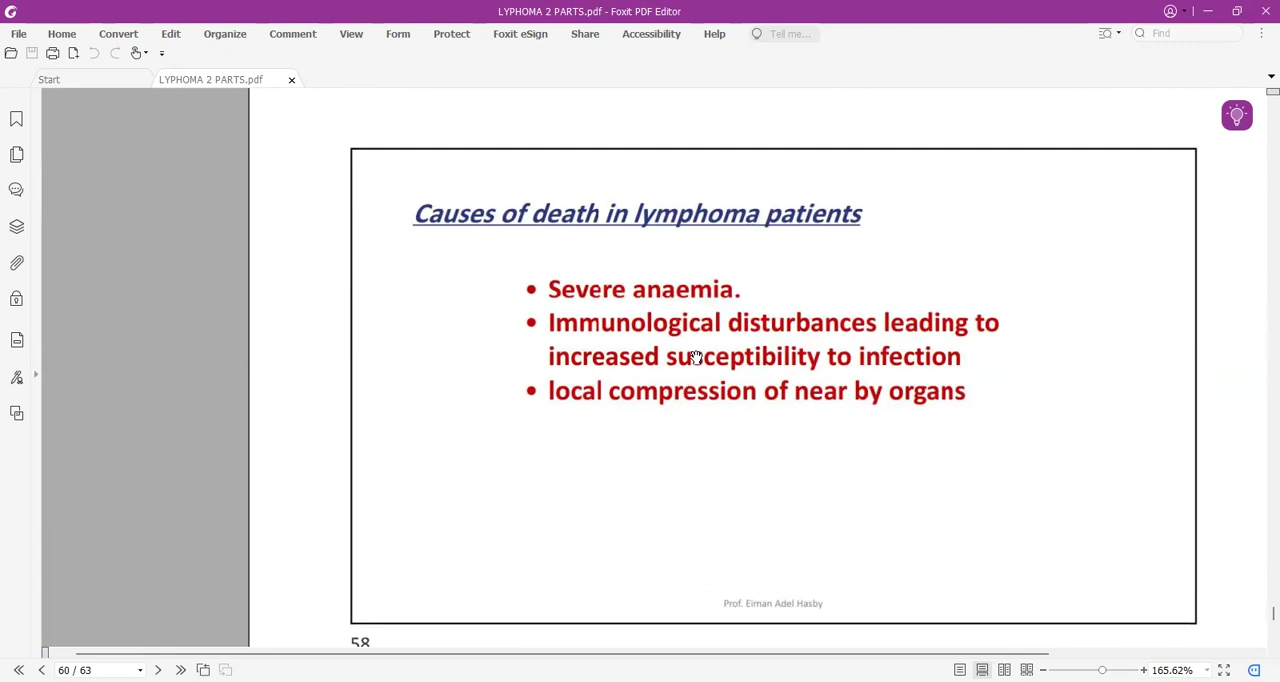 LYPHOMA 2 PARTS.pdf - Foxit PDF Editor
File Home Convert Edit Organize Comment View Form Protect Foxit eSign Share Accessibility Help Tell me... Find
Start LYPHOMA 2 PARTS.pdf
Causes of death in lymphoma patients
• Severe anaemia.
• Immunological disturbances leading to
increased susceptibility to infection
• local compression of near by organs
Prof. Eiman Adel Hasby
58
60 / 63 165.62%